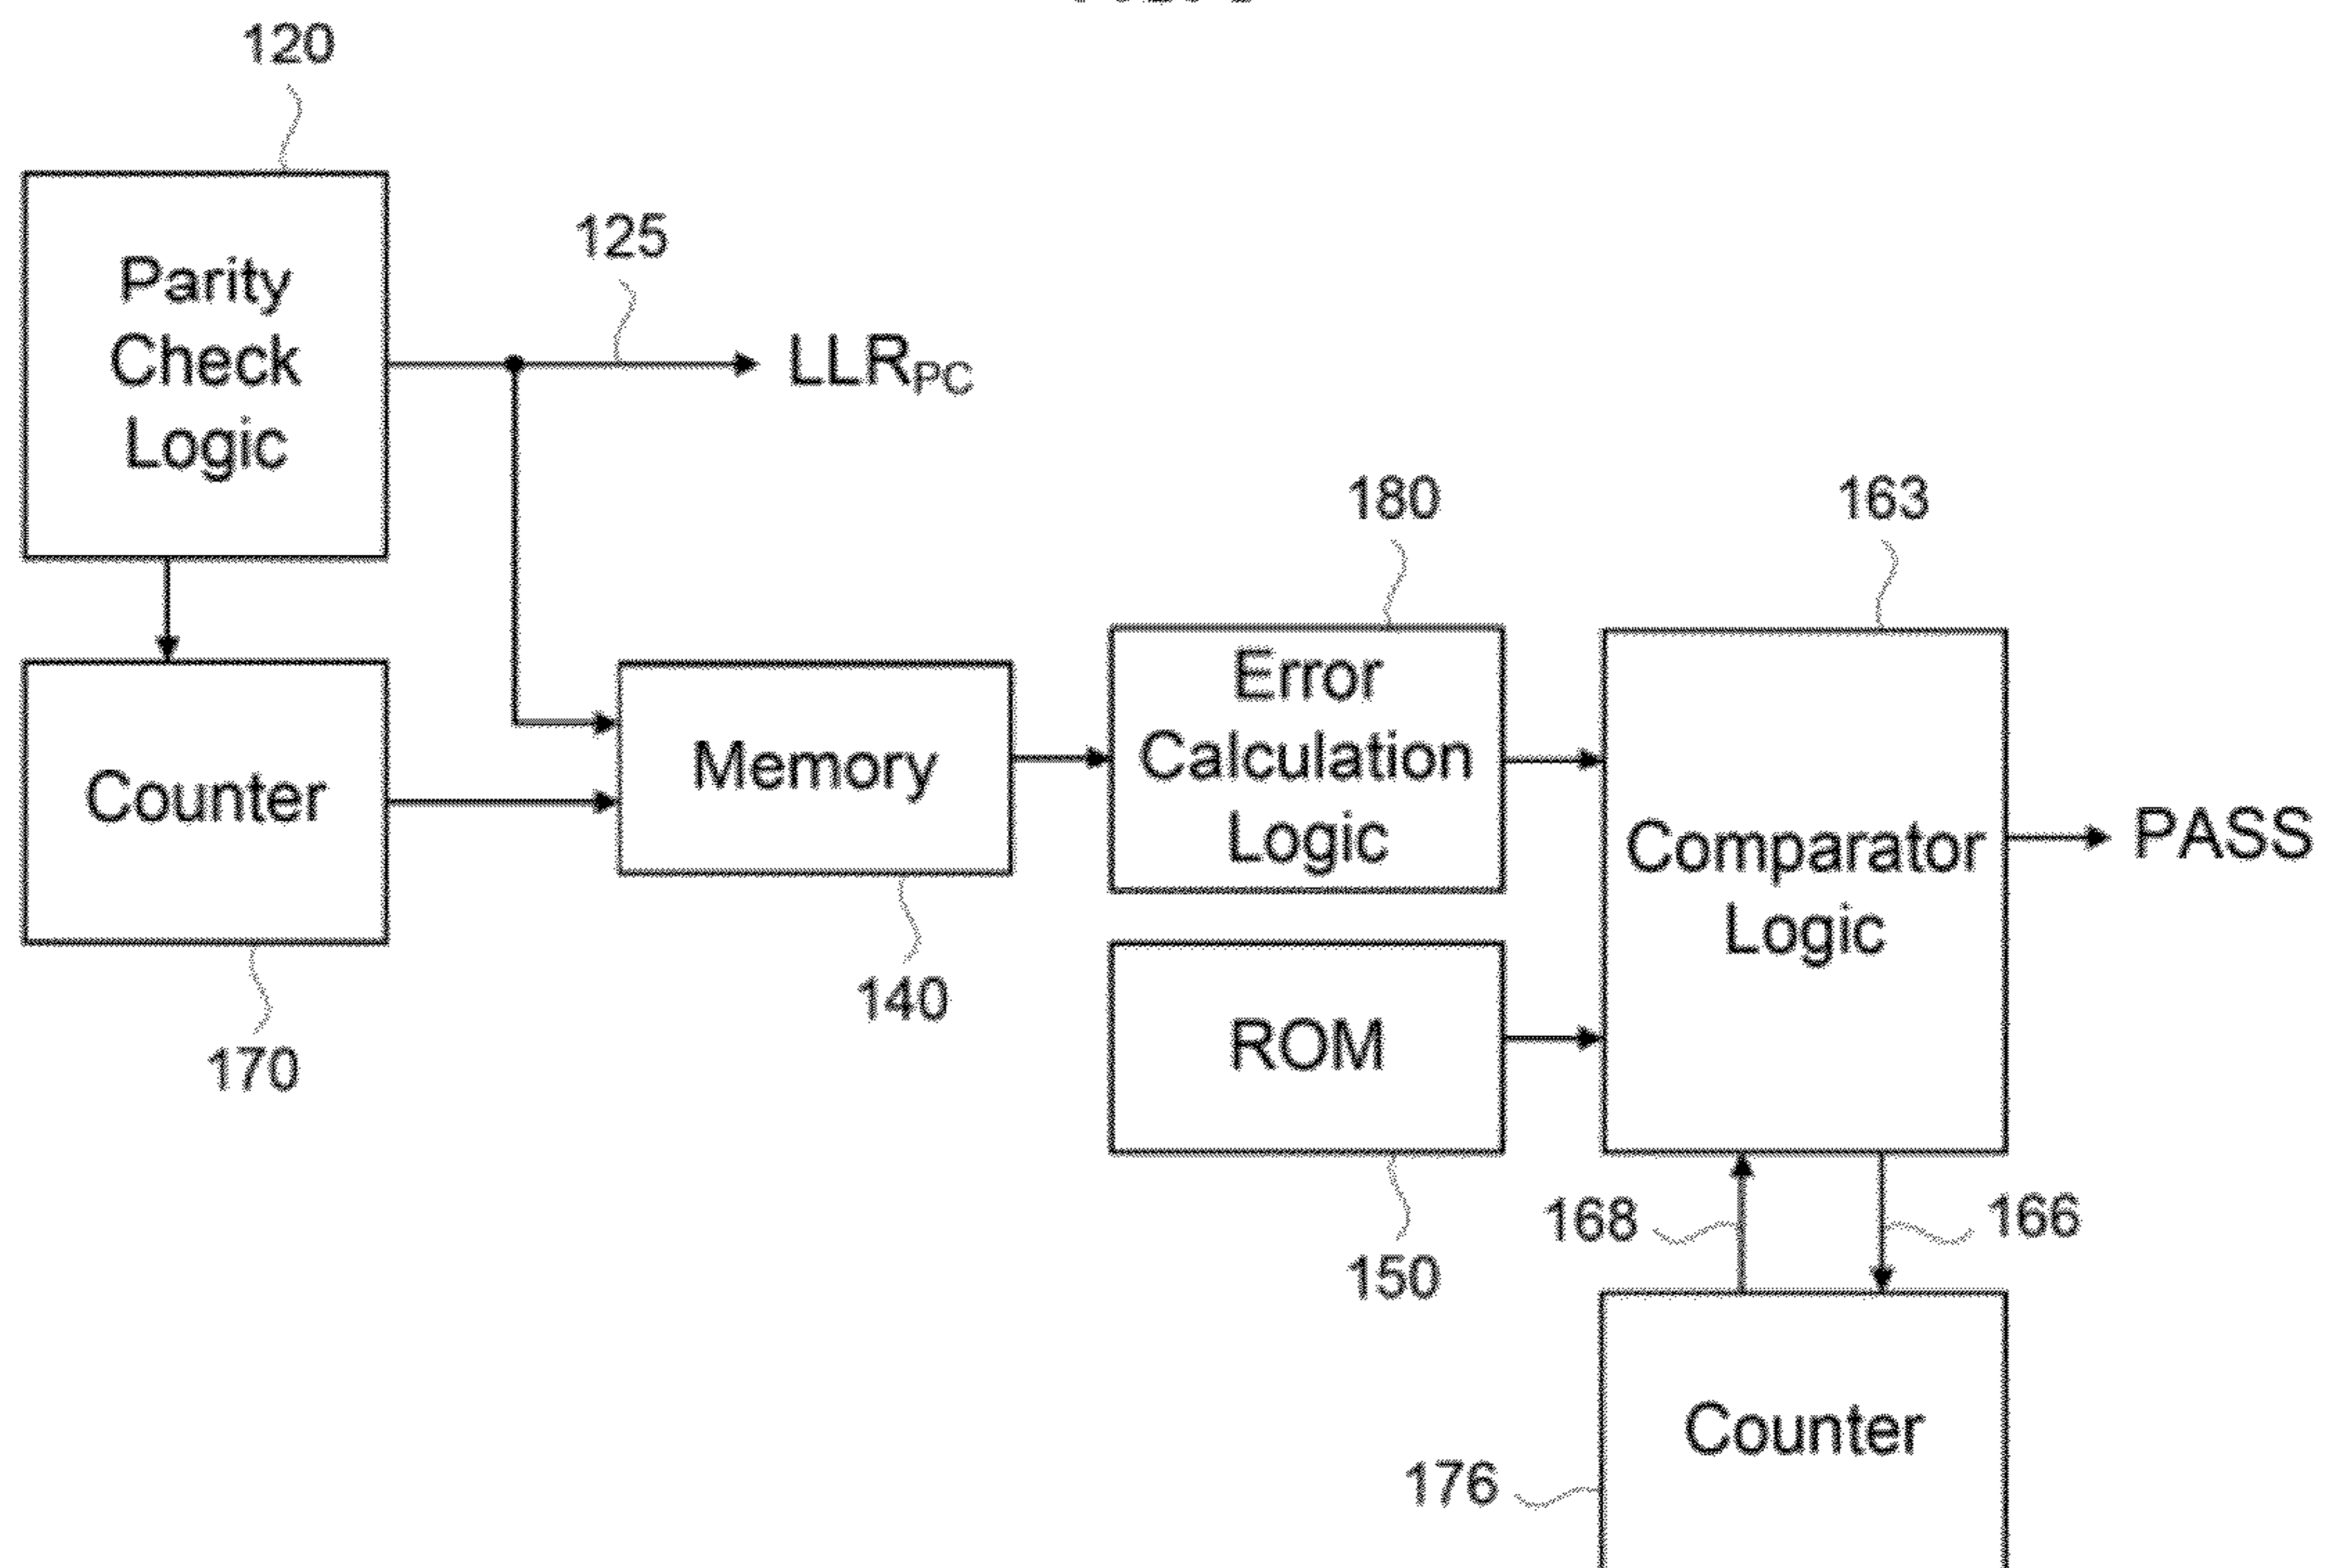 120
Parity
Check
Logic
125
LLRPC
180
163
Error
Calculation
Logic
Memory
Counter
Comparator
Logic
PASS
140
170
ROM
150
168
166
Counter
176